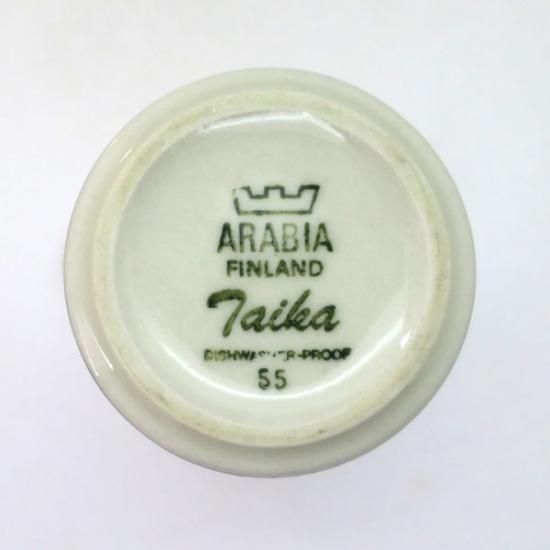 ARABIA
FINLAND
Taika
DISHWASHER-PROOF
55